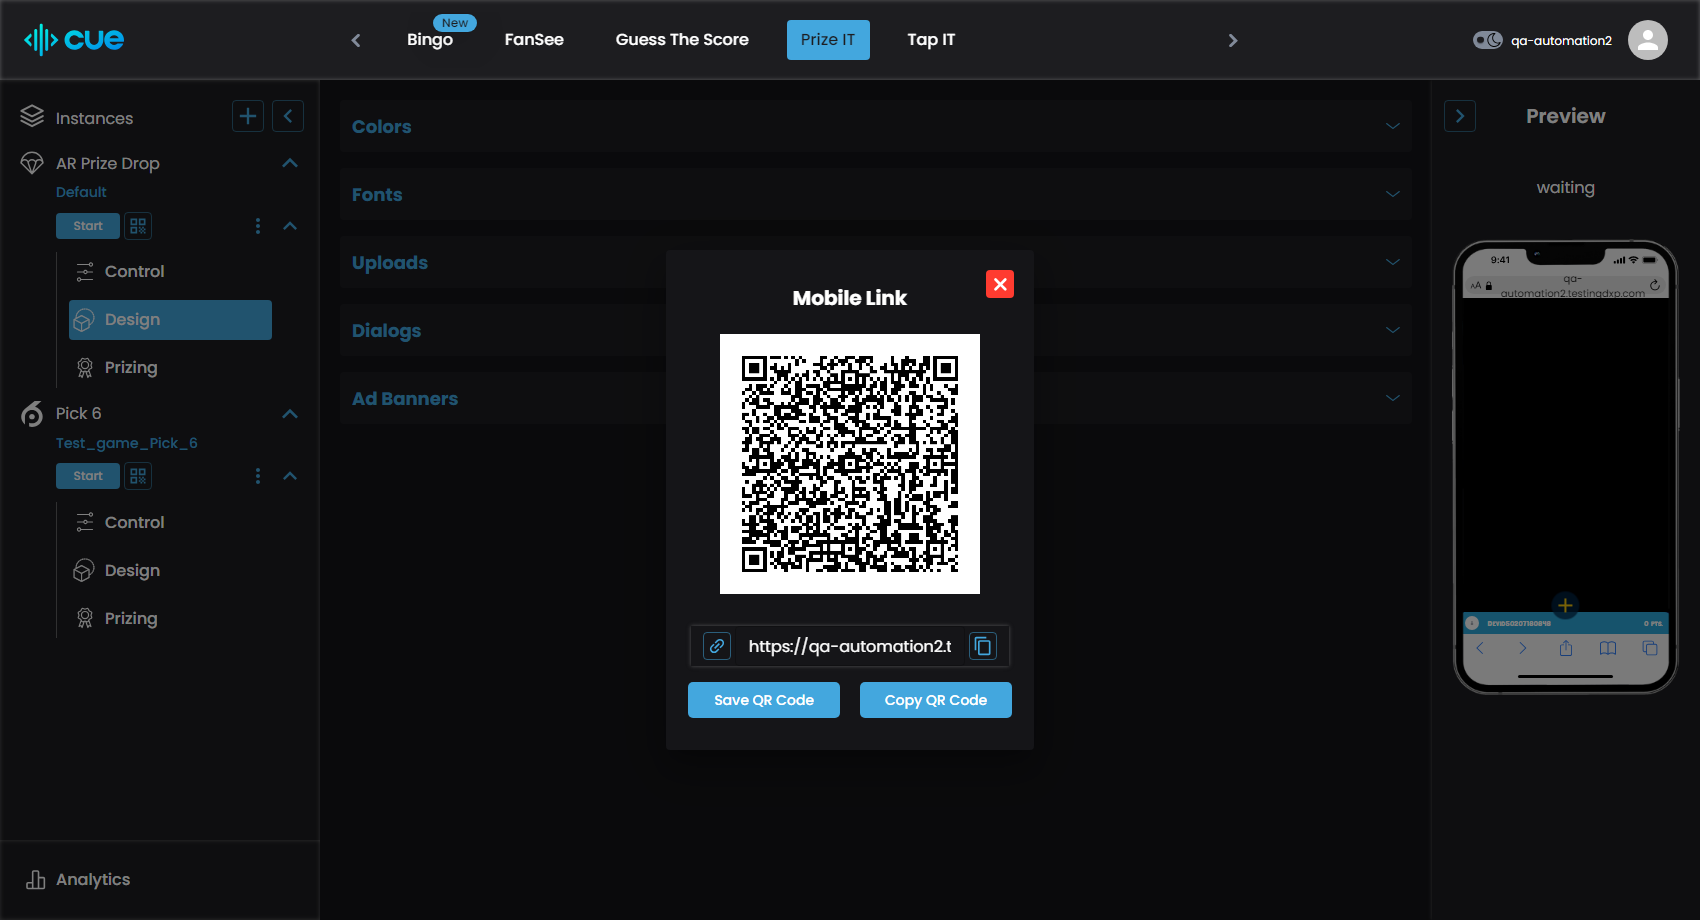 cue
New
Bingo
FanSee
Guess The Score
Prize IT
Tap IT
qa-automation2
Instances
AR Prize Drop
Default
Start
Control
Design
Prizing
Pick 6
Test_game_Pick_6
Start
Control
Design
Prizing
Analytics
Colors
Fonts
Uploads
Dialogs
Ad Banners
Mobile Link
https://qa-automation2.t
Save QR Code
Copy QR Code
Preview
waiting
9:41
AA
qa-
automation2.testingdxp.com
0 PTS.